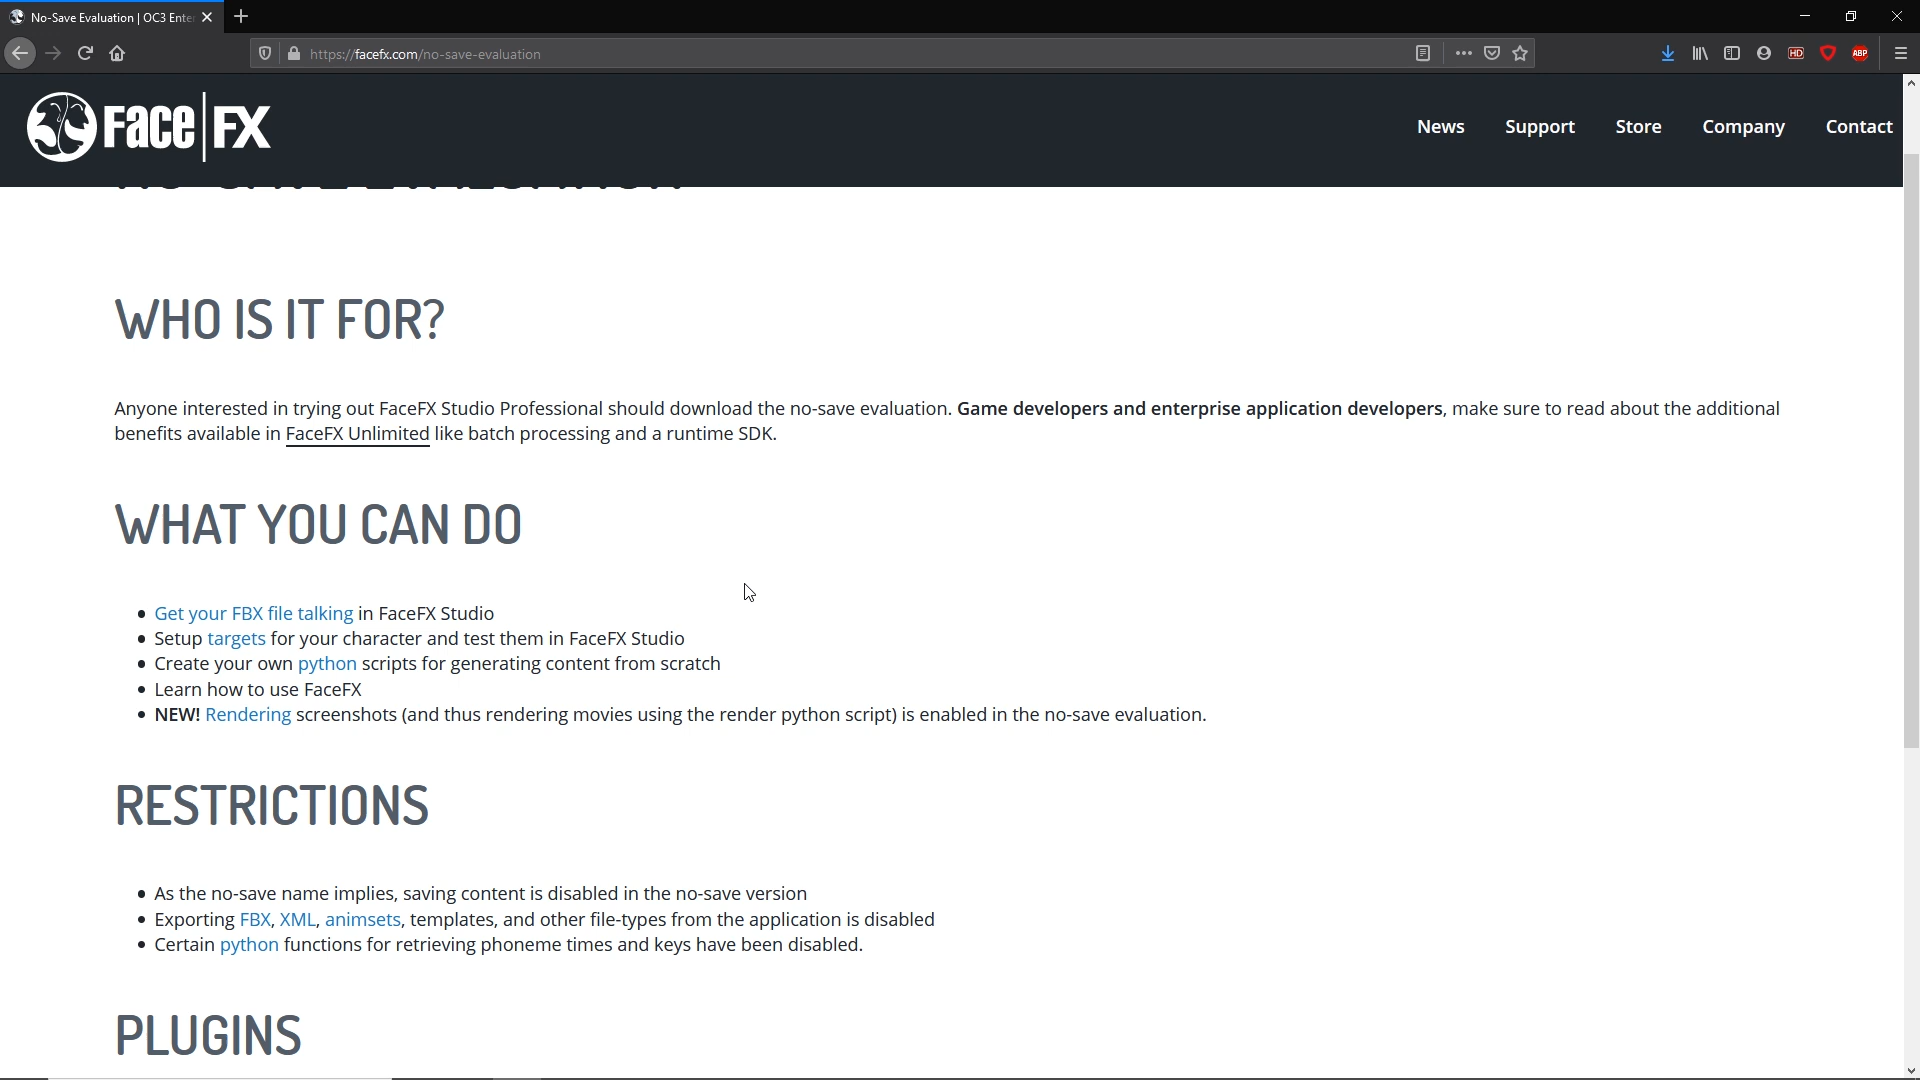 No-Save Evaluation | OC3 Ente
https://facefx.com/no-save-evaluation
HD
ABP
Face|FX
News
Support
Store
Company
Contact
WHO IS IT FOR?
Anyone interested in trying out FaceFX Studio Professional should download the no-save evaluation. Game developers and enterprise application developers, make sure to read about the additional
benefits available in FaceFX Unlimited like batch processing and a runtime SDK.
WHAT YOU CAN DO
• Get your FBX file talking in FaceFX Studio
• Setup targets for your character and test them in FaceFX Studio
• Create your own python scripts for generating content from scratch
• Learn how to use FaceFX
• NEW! Rendering screenshots (and thus rendering movies using the render python script) is enabled in the no-save evaluation.
RESTRICTIONS
• As the no-save name implies, saving content is disabled in the no-save version
• Exporting FBX, XML, animsets, templates, and other file-types from the application is disabled
• Certain python functions for retrieving phoneme times and keys have been disabled.
PLUGINS